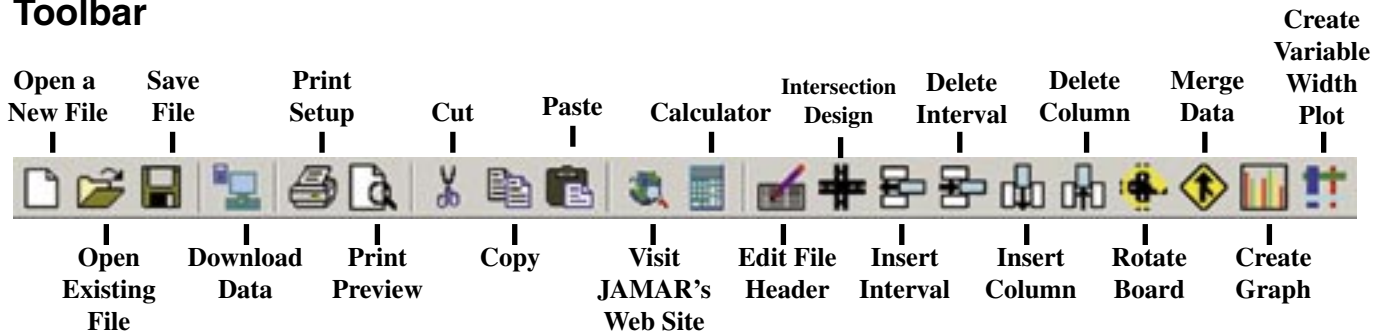 Toolbar
Open a
New File
Save
File
Print
Setup
Cut
Paste
Calculator
Intersection
Design
Delete
Interval
Delete
Column
Merge
Data
Create
Variable
Width
Plot
Open
Existing
File
Download
Data
Print
Preview
Copy
Visit
JAMAR's
Web Site
Edit File
Header
Insert
Interval
Insert
Column
Rotate
Board
Create
Graph